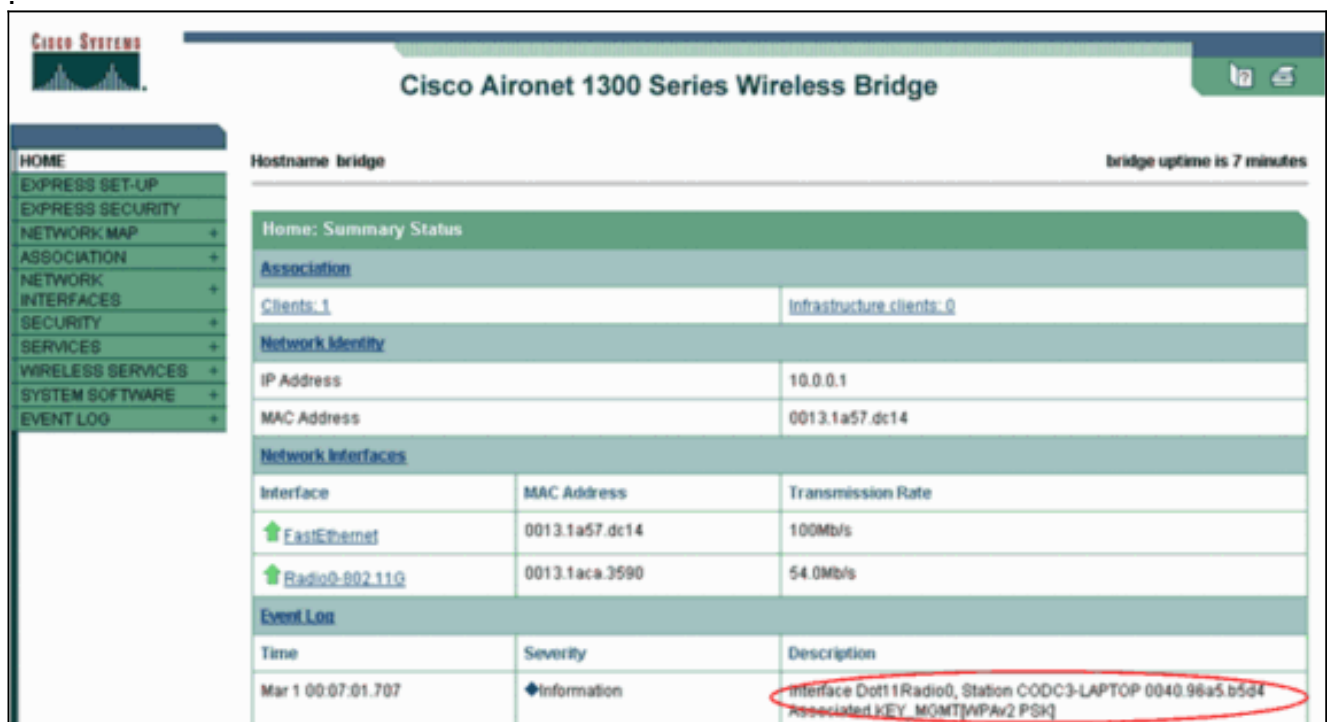 .
CISCO SYSTEMS
Cisco Aironet 1300 Series Wireless Bridge
HOME
EXPRESS SET-UP
EXPRESS SECURITY
NETWORK MAP +
ASSOCIATION +
NETWORK
INTERFACES +
SECURITY +
SERVICES +
WIRELESS SERVICES +
SYSTEM SOFTWARE +
EVENT LOG +
Hostname bridge
bridge uptime is 7 minutes
Home: Summary Status
Association
Clients: 1 Infrastructure clients: 0
Network Identity
IP Address 10.0.0.1
MAC Address 0013.1a57.dc14
Network Interfaces
Interface MAC Address Transmission Rate
FastEthernet 0013.1a57.dc14 100Mb/s
Radio0-802.11G 0013.1aca.3590 54.0Mb/s
Event Log
Time Severity Description
Mar 1 00:07:01.707 Information Interface Dot11Radio0, Station CODC3-LAPTOP 0040.96a5.b5d4
Associated KEY_MGMT[WPAv2 PSK]